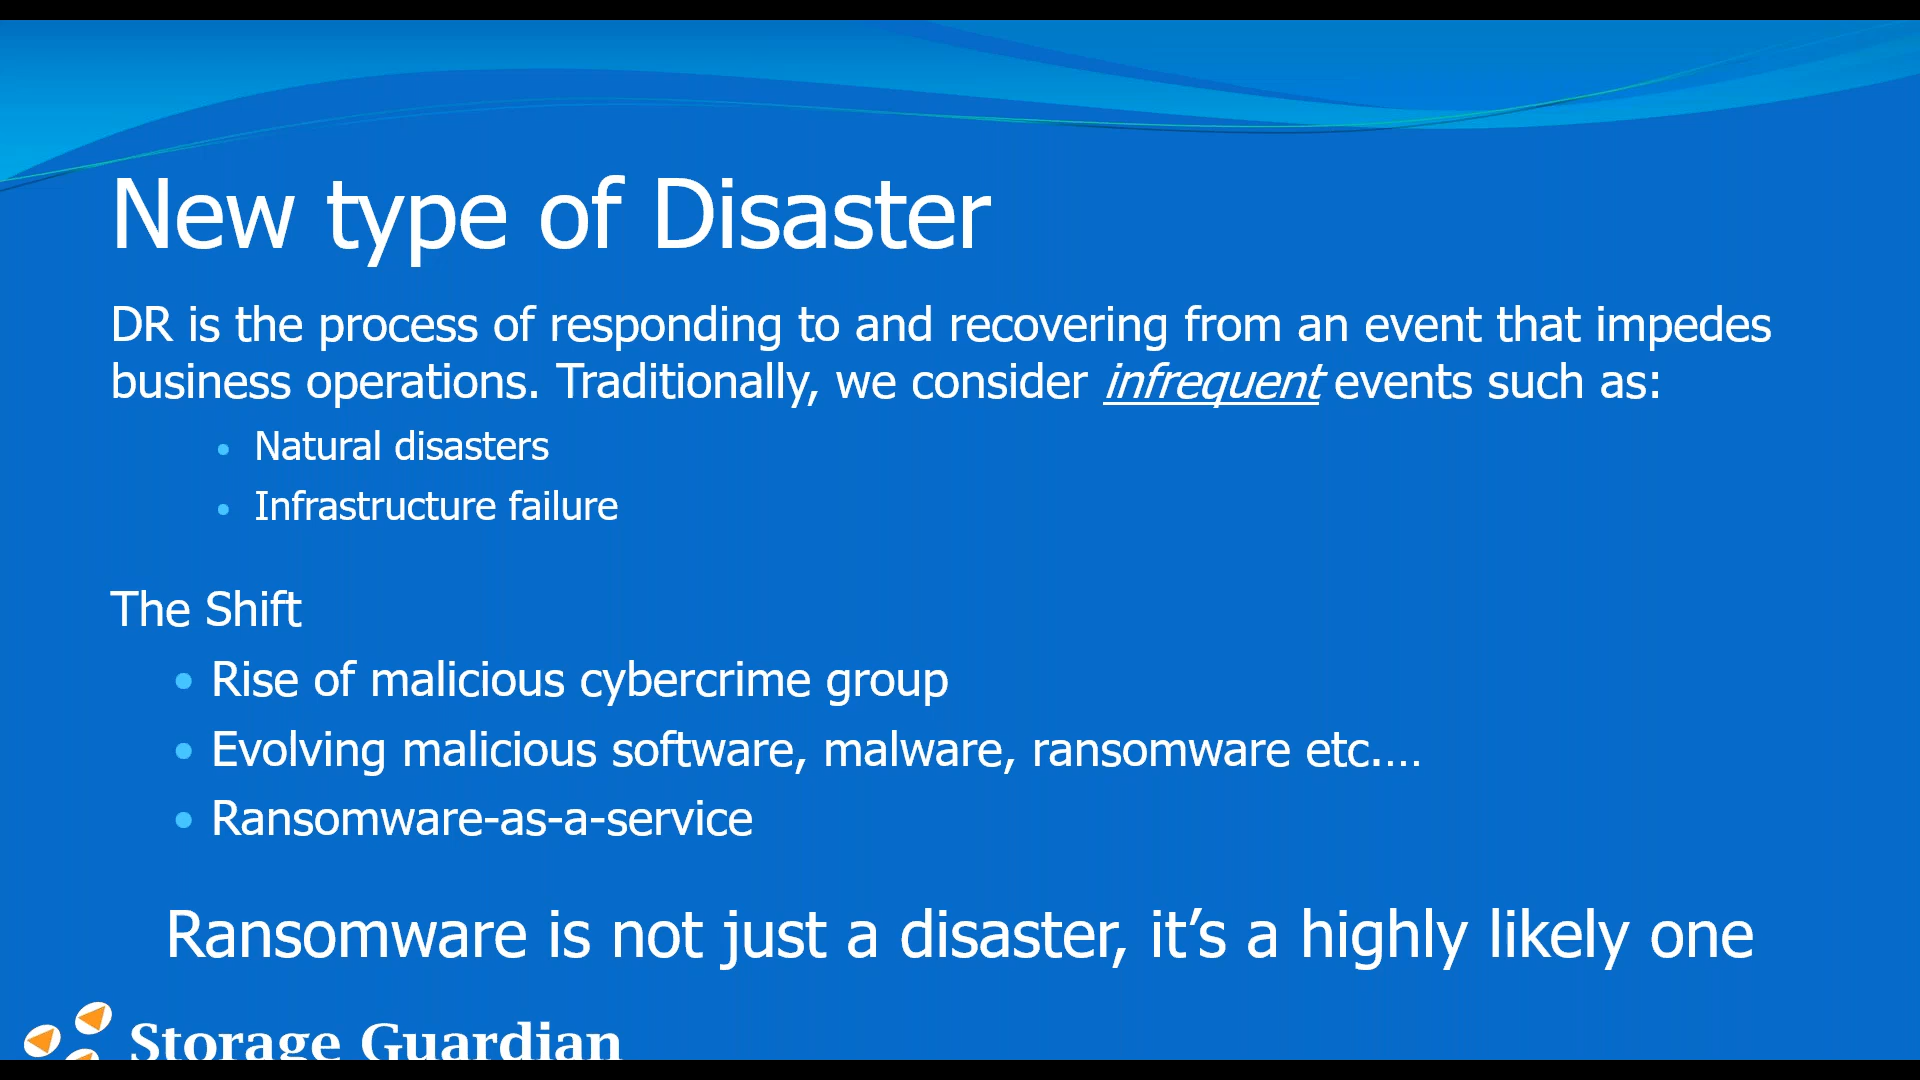 New type of Disaster
DR is the process of responding to and recovering from an event that impedes
business operations. Traditionally, we consider infrequent events such as:
• Natural disasters
• Infrastructure failure
The Shift
• Rise of malicious cybercrime group
• Evolving malicious software, malware, ransomware etc.…
• Ransomware-as-a-service
Ransomware is not just a disaster, it’s a highly likely one
Storage Guardian